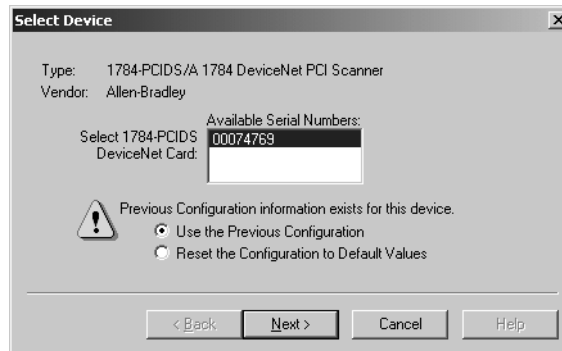 Select Device
Type: 1784-PCIDS/A 1784 DeviceNet PCI Scanner
Vendor: Allen-Bradley
Available Serial Numbers:
Select 1784-PCIDS
DeviceNet Card:
00074769
Previous Configuration information exists for this device.
Use the Previous Configuration
Reset the Configuration to Default Values
< Back
Next >
Cancel
Help